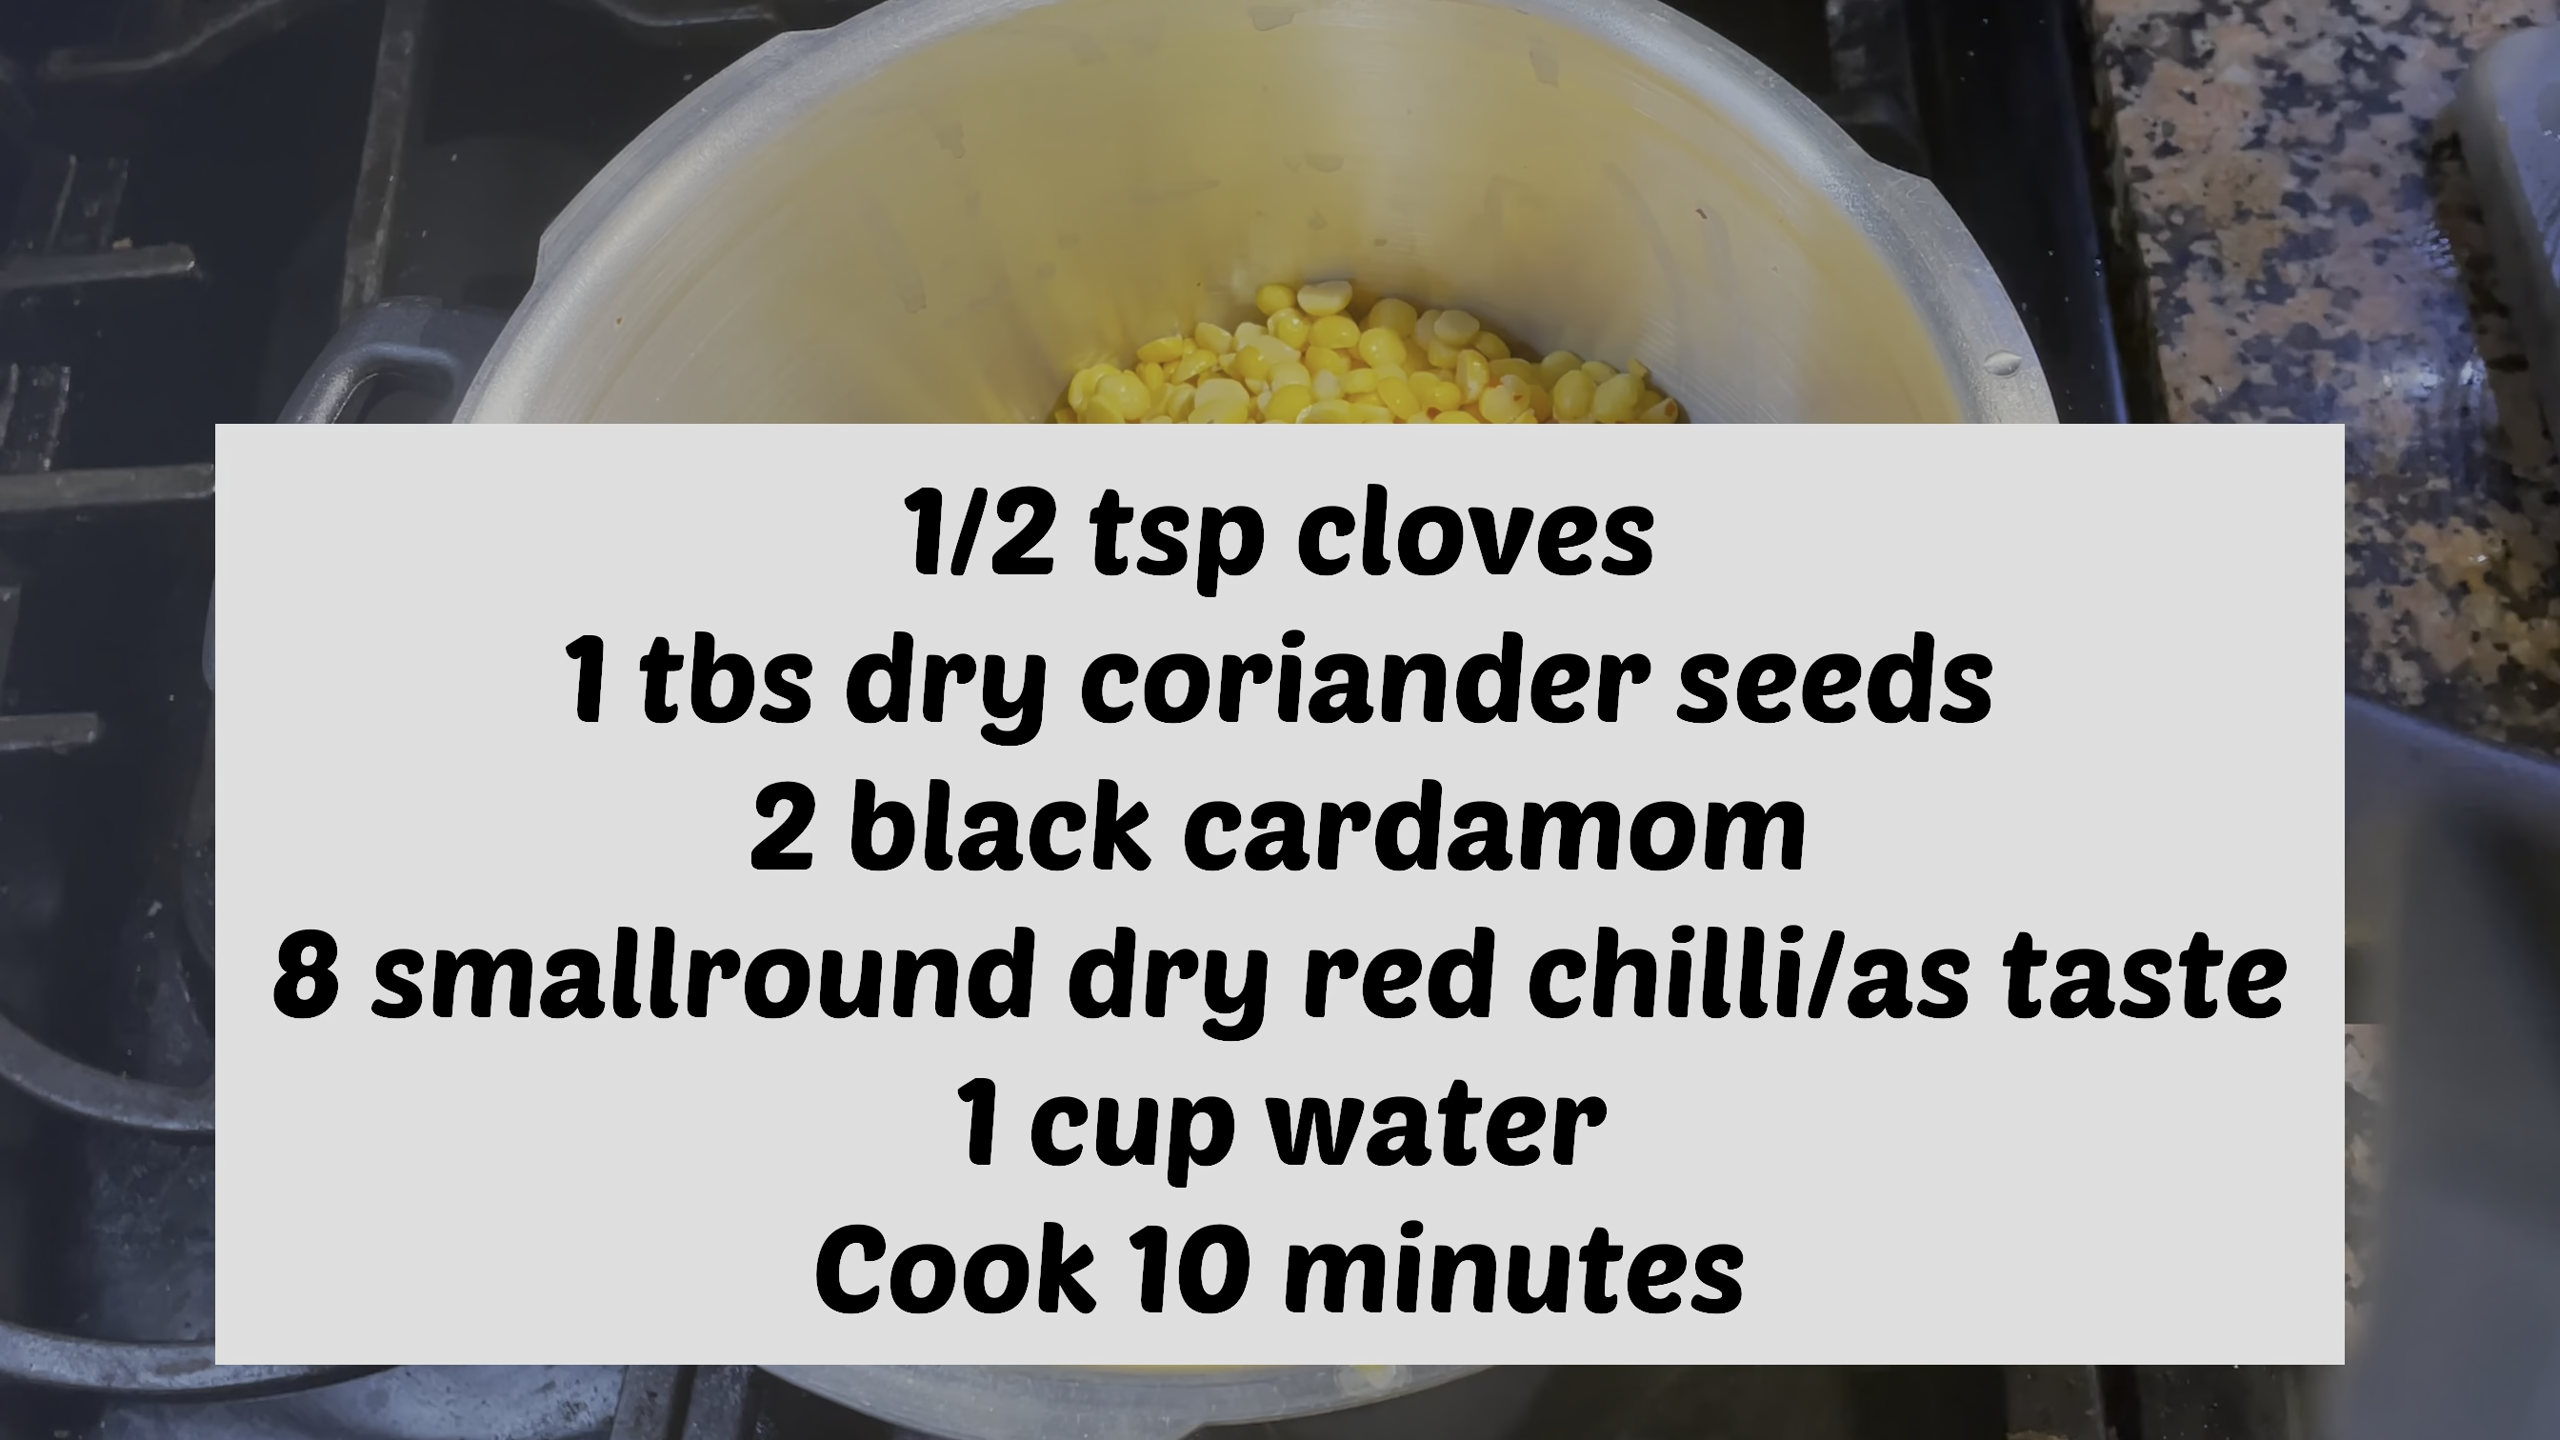 1/2 tsp cloves
1 tbs dry coriander seeds
2 black cardamom
8 smallround dry red chilli/as taste
1 cup water
Cook 10 minutes